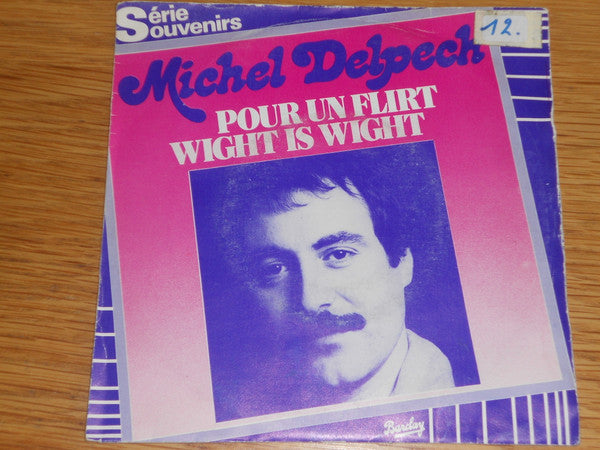 Série
Souvenirs
12.
Michel Delpech
POUR UN FLIRT
WIGHT IS WIGHT
Barclay